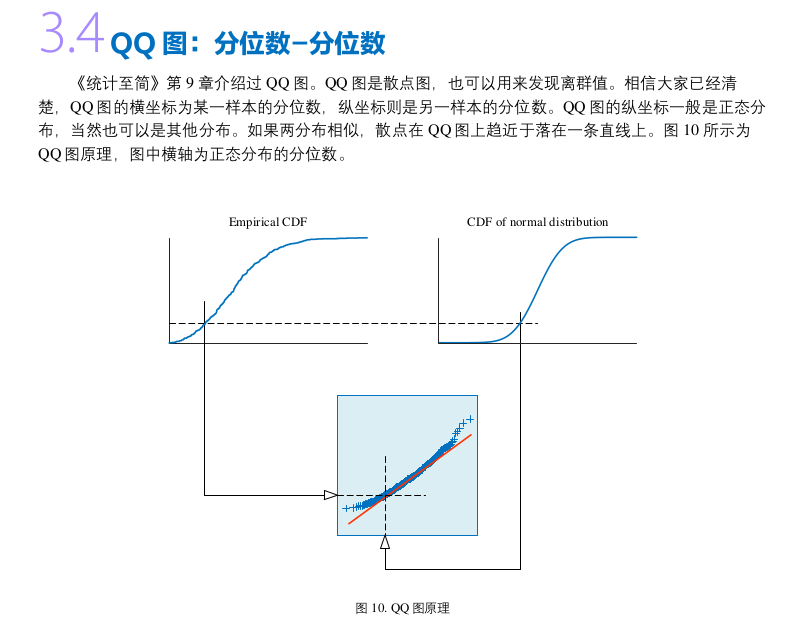 3.4 QQ 图：分位数–分位数
《统计至简》第 9 章介绍过 QQ 图。QQ 图是散点图，也可以用来发现离群值。相信大家已经清
楚，QQ 图的横坐标为某一样本的分位数，纵坐标则是另一样本的分位数。QQ 图的纵坐标一般是正态分
布，当然也可以是其他分布。如果两分布相似，散点在 QQ 图上趋近于落在一条直线上。图 10 所示为
QQ 图原理，图中横轴为正态分布的分位数。
Empirical CDF
CDF of normal distribution
图 10. QQ 图原理